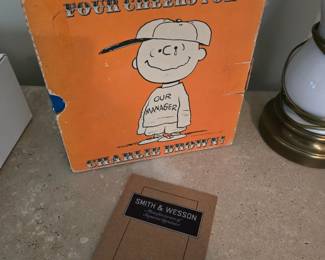 FOUR CHEERS FOR
OUR
MANAGER
CHARLIE BROWN!
SMITH & WESSON